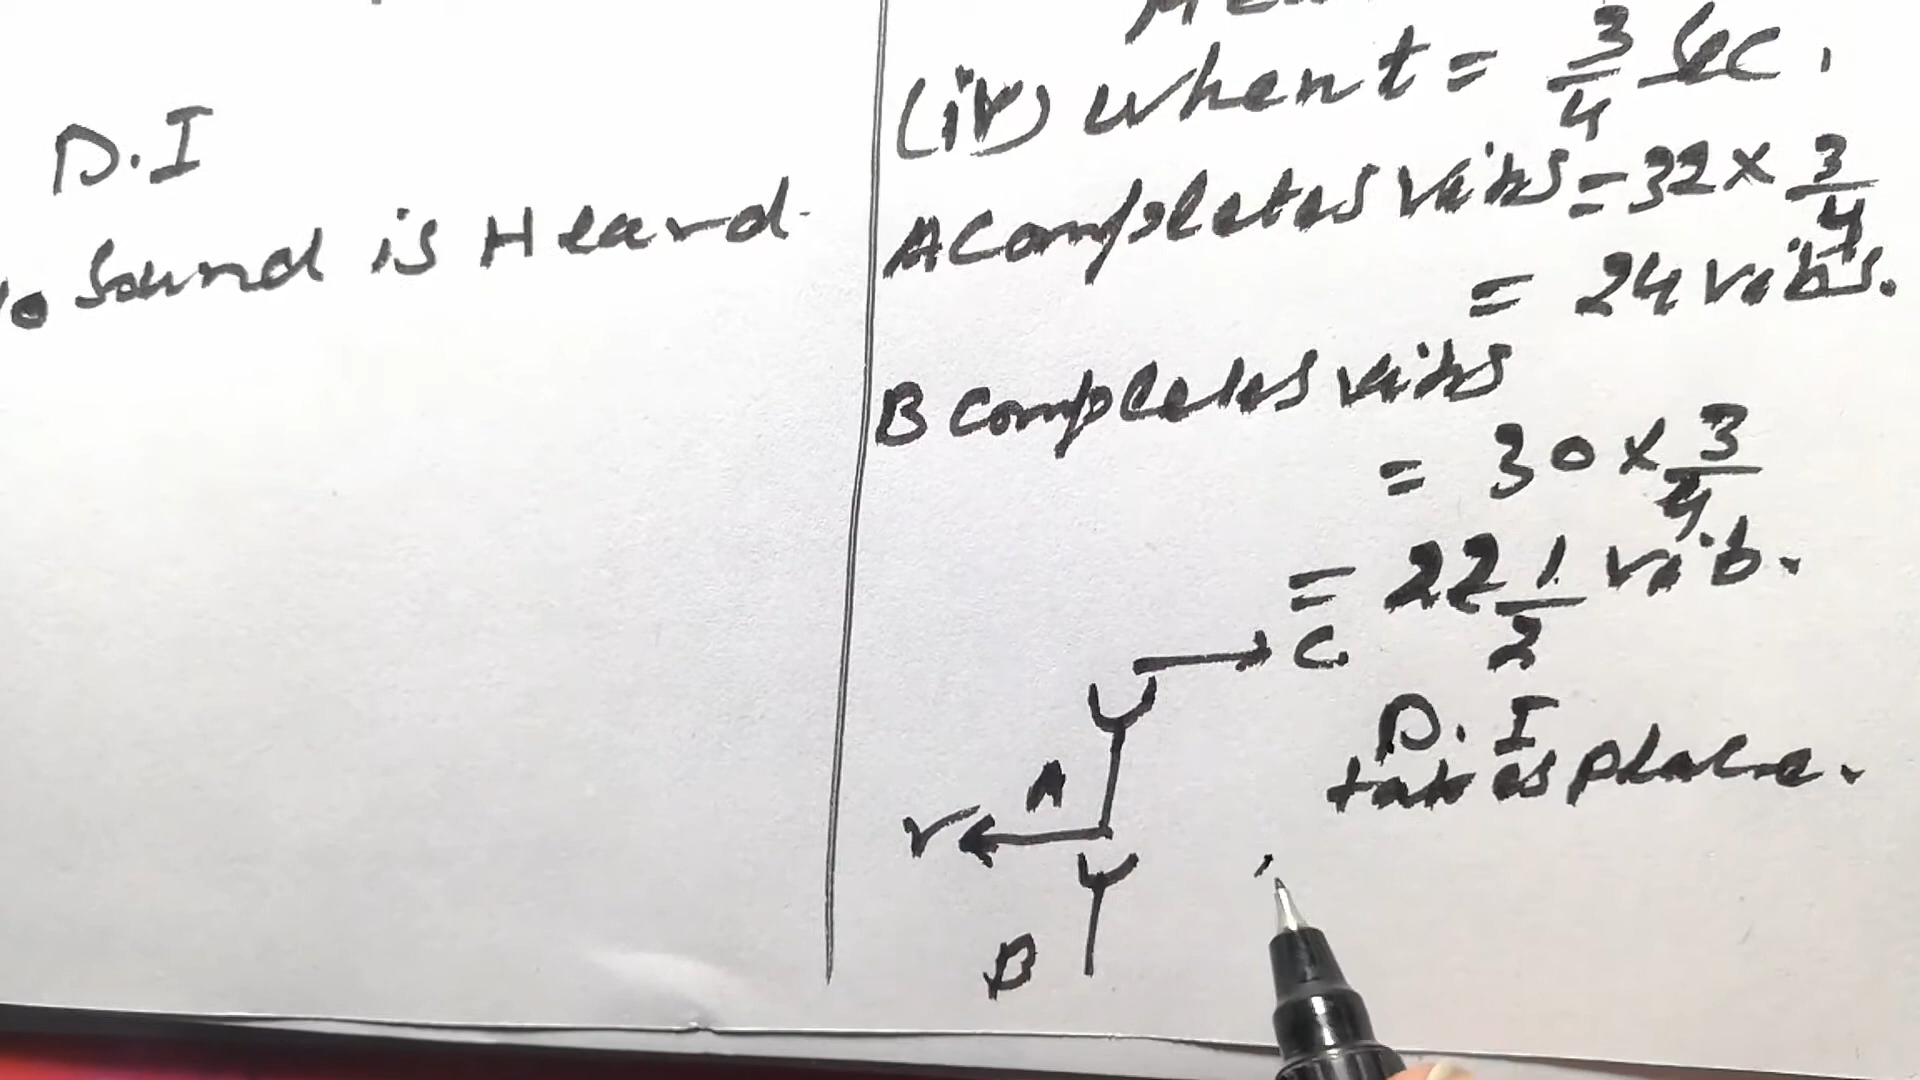 D.I
No Sound is Heard.
(iv) when t = 3/4 sec.
A completes vibs = 32 × 3/4
= 24 vibs.
B completes vibs
= 30 × 3/4
= 22 1/2 vib.
C
D. I
takes place.
A
r
B